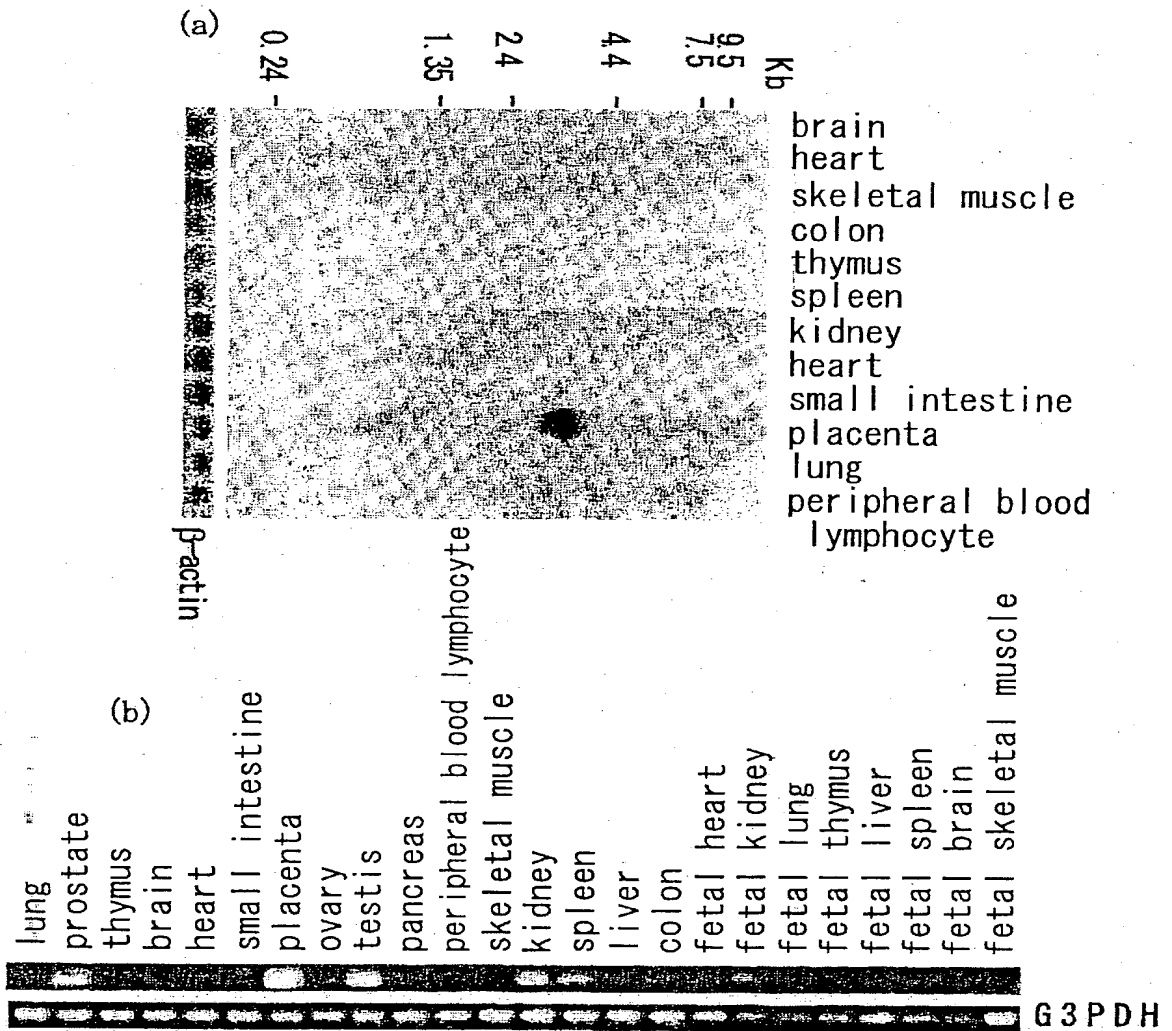 (a)
0.24
1.35
2.4
4.4
7.5
9.5
Kb
brain
heart
skeletal muscle
colon
thymus
spleen
kidney
heart
small intestine
placenta
lung
peripheral blood
lymphocyte
β-actin
(b)
lung
prostate
thymus
brain
heart
small intestine
placenta
ovary
testis
pancreas
peripheral blood lymphocyte
skeletal muscle
kidney
spleen
liver
colon
fetal heart
fetal kidney
fetal lung
fetal thymus
fetal liver
fetal spleen
fetal brain
fetal skeletal muscle
G3PDH